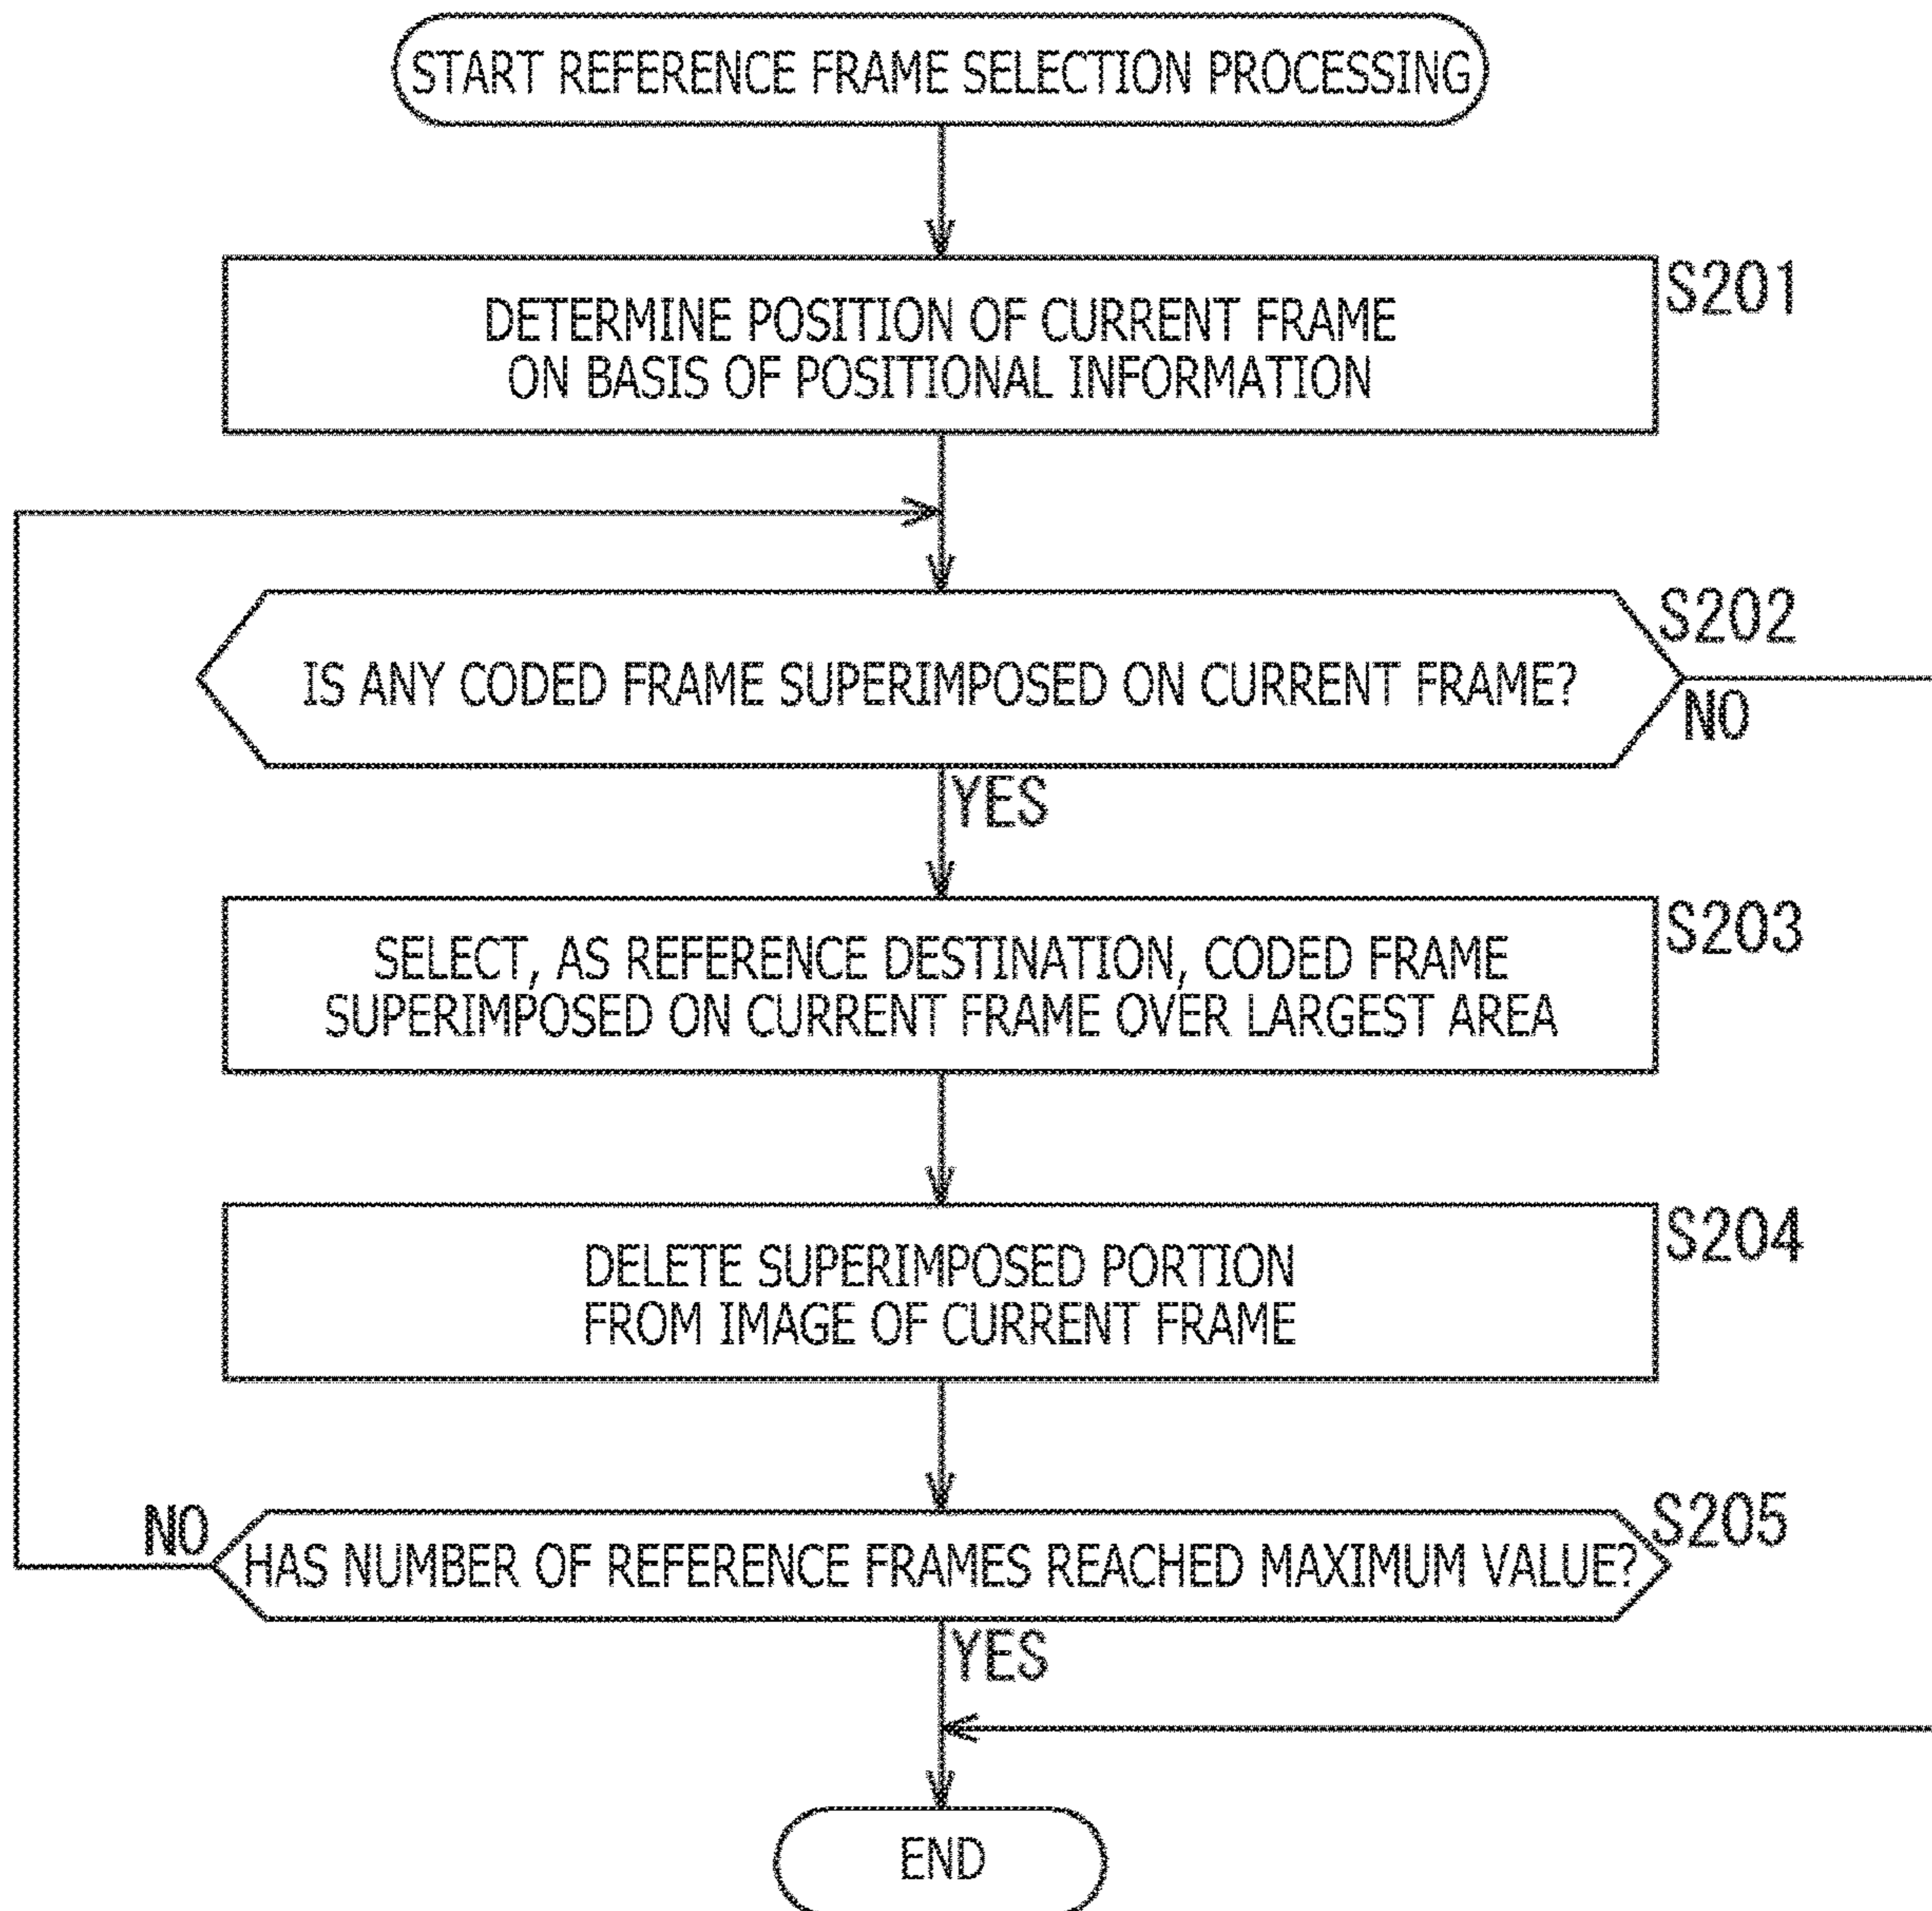 START REFERENCE FRAME SELECTION PROCESSING
S201
DETERMINE POSITION OF CURRENT FRAME
ON BASIS OF POSITIONAL INFORMATION
S202
IS ANY CODED FRAME SUPERIMPOSED ON CURRENT FRAME?
NO
YES
S203
SELECT, AS REFERENCE DESTINATION, CODED FRAME
SUPERIMPOSED ON CURRENT FRAME OVER LARGEST AREA
S204
DELETE SUPERIMPOSED PORTION
FROM IMAGE OF CURRENT FRAME
S205
NO
HAS NUMBER OF REFERENCE FRAMES REACHED MAXIMUM VALUE?
YES
END